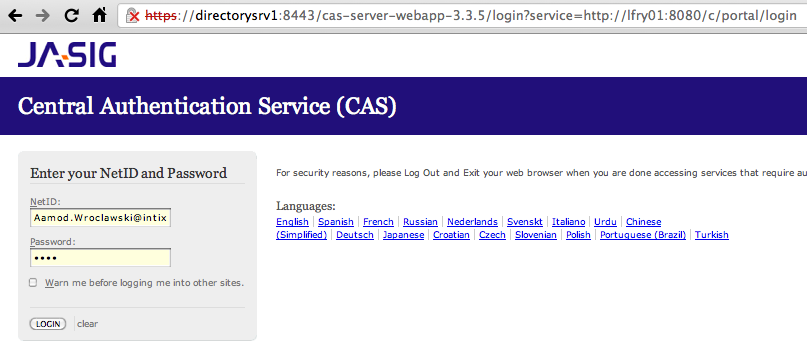 https://directorysrv1:8443/cas-server-webapp-3.3.5/login?service=http://lfry01:8080/c/portal/login
JA-SIG
Central Authentication Service (CAS)
Enter your NetID and Password
NetID:
Aamod.Wroclawski@intix
Password:
••••
Warn me before logging me into other sites.
LOGIN clear
For security reasons, please Log Out and Exit your web browser when you are done accessing services that require au
Languages:
English Spanish French Russian Nederlands Svenskt Italiano Urdu Chinese
(Simplified) Deutsch Japanese Croatian Czech Slovenian Polish Portuguese (Brazil) Turkish